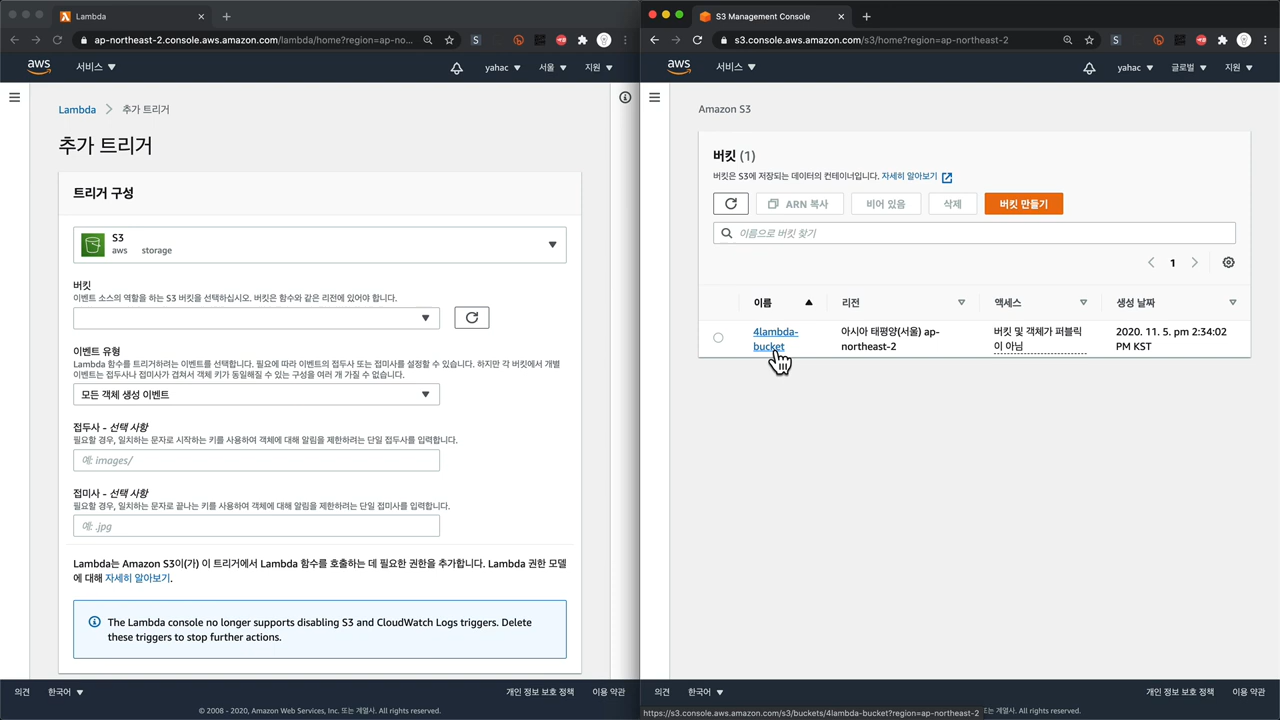 Lambda
ap-northeast-2.console.aws.amazon.com/lambda/home?region=ap-no...
aws
서비스
yahac
서울
지원
Lambda
추가 트리거
추가 트리거
트리거 구성
S3
aws storage
버킷
이벤트 소스의 역할을 하는 S3 버킷을 선택하십시오. 버킷은 함수와 같은 리전에 있어야 합니다.
이벤트 유형
Lambda 함수를 트리거하려는 이벤트를 선택합니다. 필요에 따라 이벤트의 접두사 또는 접미사를 설정할 수 있습니다. 하지만 각 버킷에서 개별
이벤트는 접두사나 접미사가 겹쳐서 객체 키가 동일해질 수 있는 구성을 여러 개 가질 수 없습니다.
모든 객체 생성 이벤트
접두사 - 선택 사항
필요할 경우, 일치하는 문자로 시작하는 키를 사용하여 객체에 대해 알림을 제한하려는 단일 접두사를 입력합니다.
예: images/
접미사 - 선택 사항
필요할 경우, 일치하는 문자로 끝나는 키를 사용하여 객체에 대해 알림을 제한하려는 단일 접미사를 입력합니다.
예: .jpg
Lambda는 Amazon S3이(가) 이 트리거에서 Lambda 함수를 호출하는 데 필요한 권한을 추가합니다. Lambda 권한 모델
에 대해 자세히 알아보기.
The Lambda console no longer supports disabling S3 and CloudWatch Logs triggers. Delete
these triggers to stop further actions.
의견
한국어
개인 정보 보호 정책
이용 약관
© 2008 - 2020, Amazon Web Services, Inc. 또는 계열사. All rights reserved.
S3 Management Console
s3.console.aws.amazon.com/s3/home?region=ap-northeast-2
aws
서비스
yahac
글로벌
지원
Amazon S3
버킷 (1)
버킷은 S3에 저장되는 데이터의 컨테이너입니다. 자세히 알아보기
ARN 복사
비어 있음
삭제
버킷 만들기
이름으로 버킷 찾기
1
이름
리전
액세스
생성 날짜
4lambda-
bucket
아시아 태평양(서울) ap-
northeast-2
버킷 및 객체가 퍼블릭
이 아님
2020. 11. 5. pm 2:34:02
PM KST
의견
한국어
개인 정보 보호 정책
이용 약관
https://s3.console.aws.amazon.com/s3/buckets/4lambda-bucket?region=ap-northeast-2
또는 계열사. All rights reserved.